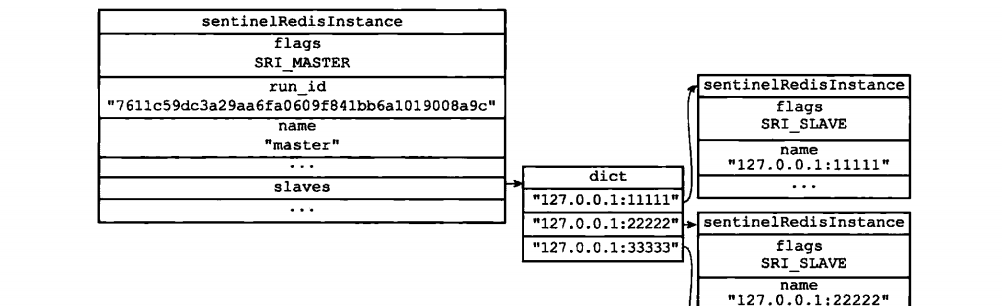 sentinelRedisInstance
flags
SRI_MASTER
run_id
"7611c59dc3a29aa6fa0609f841bb6a1019008a9c"
name
"master"
...
slaves
...
dict
"127.0.0.1:11111"
"127.0.0.1:22222"
"127.0.0.1:33333"
sentinelRedisInstance
flags
SRI_SLAVE
name
"127.0.0.1:11111"
...
sentinelRedisInstance
flags
SRI_SLAVE
name
"127.0.0.1:22222"